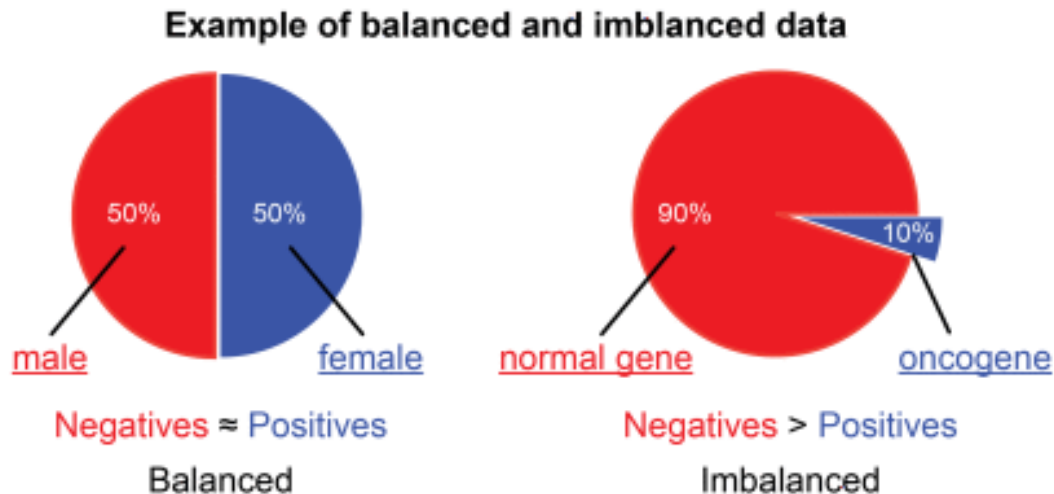 Example of balanced and imblanced data
50% 50%
male female
Negatives ≈ Positives
Balanced
90% 10%
normal gene oncogene
Negatives > Positives
Imbalanced